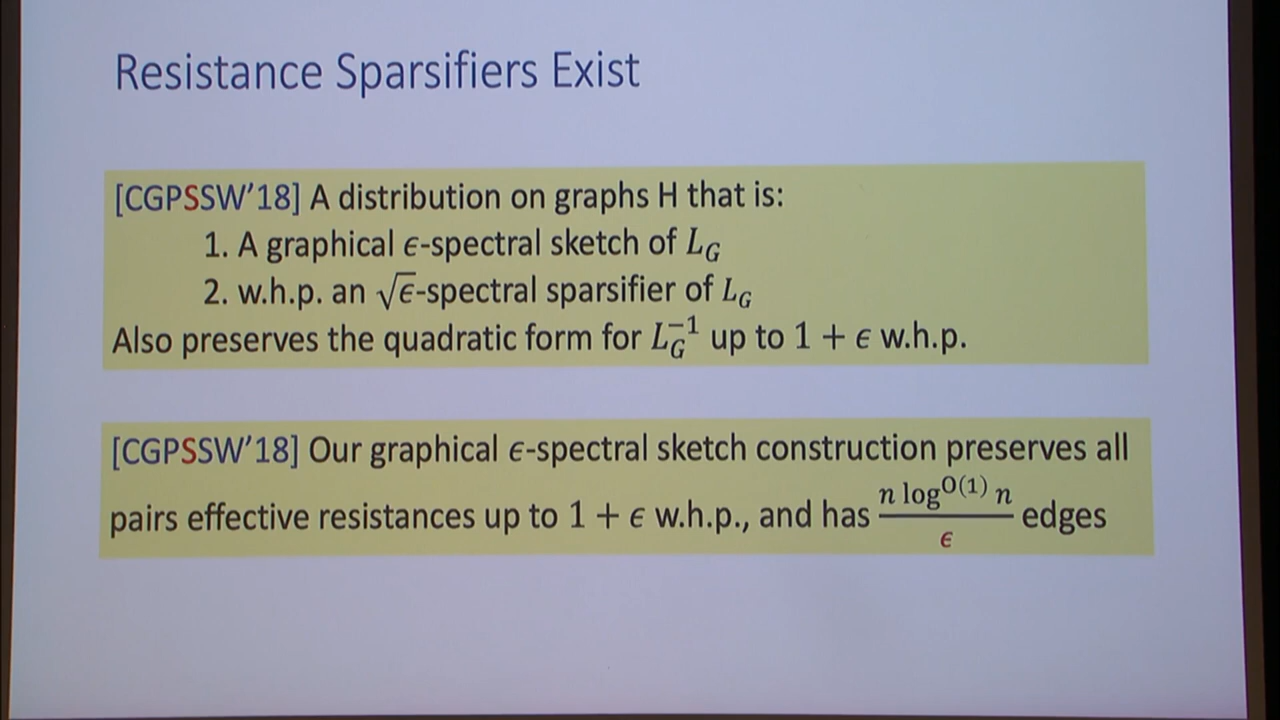 Resistance Sparsifiers Exist
[CGPSSW'18] A distribution on graphs H that is:
1. A graphical ϵ-spectral sketch of L_G
2. w.h.p. an √ϵ-spectral sparsifier of L_G
Also preserves the quadratic form for L_G^{-1} up to 1 + ϵ w.h.p.
[CGPSSW'18] Our graphical ϵ-spectral sketch construction preserves all
pairs effective resistances up to 1 + ϵ w.h.p., and has \frac{n log^{O(1)} n}{ϵ} edges